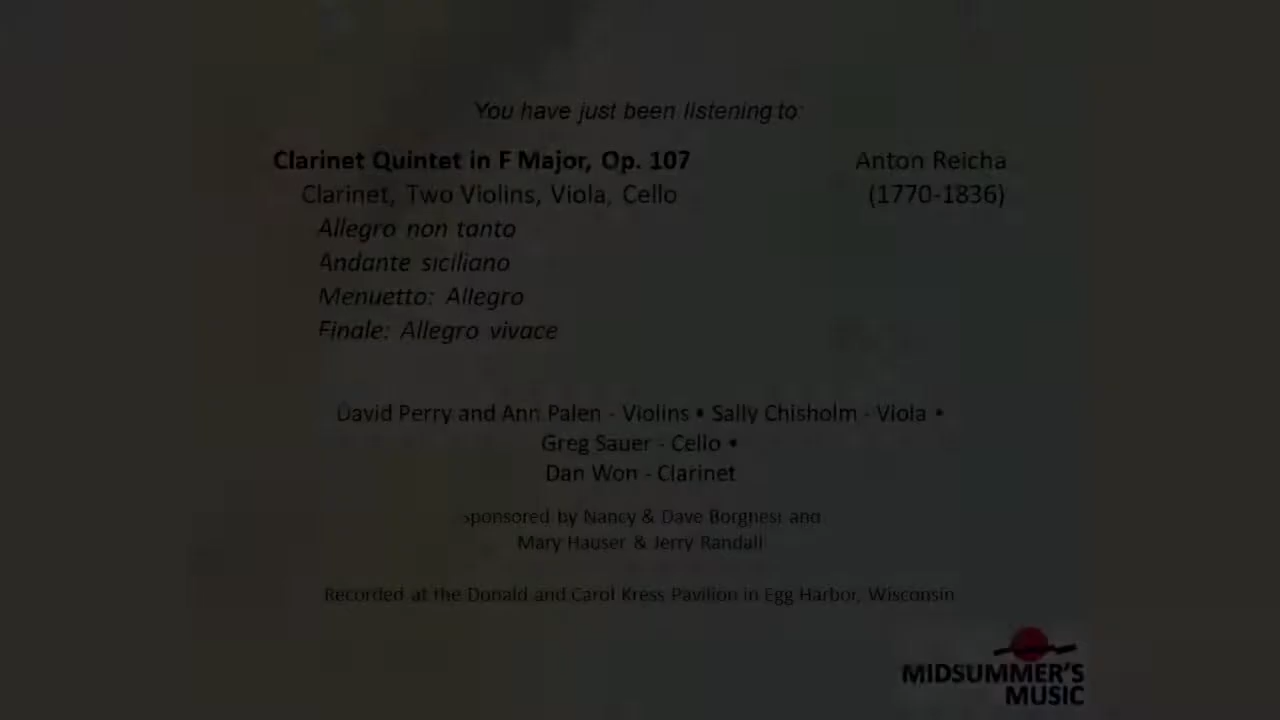 You have just been listening to:
Clarinet Quintet in F Major, Op. 107 Anton Reicha
Clarinet, Two Violins, Viola, Cello (1770-1836)
Allegro non tanto
Andante siciliano
Menuetto: Allegro
Finale: Allegro vivace
David Perry and Ann Palen - Violins • Sally Chisholm - Viola •
Greg Sauer - Cello •
Dan Won - Clarinet
Sponsored by Nancy & Dave Borghesi and
Mary Hauser & Jerry Randall
Recorded at the Donald and Carol Kress Pavilion in Egg Harbor, Wisconsin
MIDSUMMER'S
MUSIC